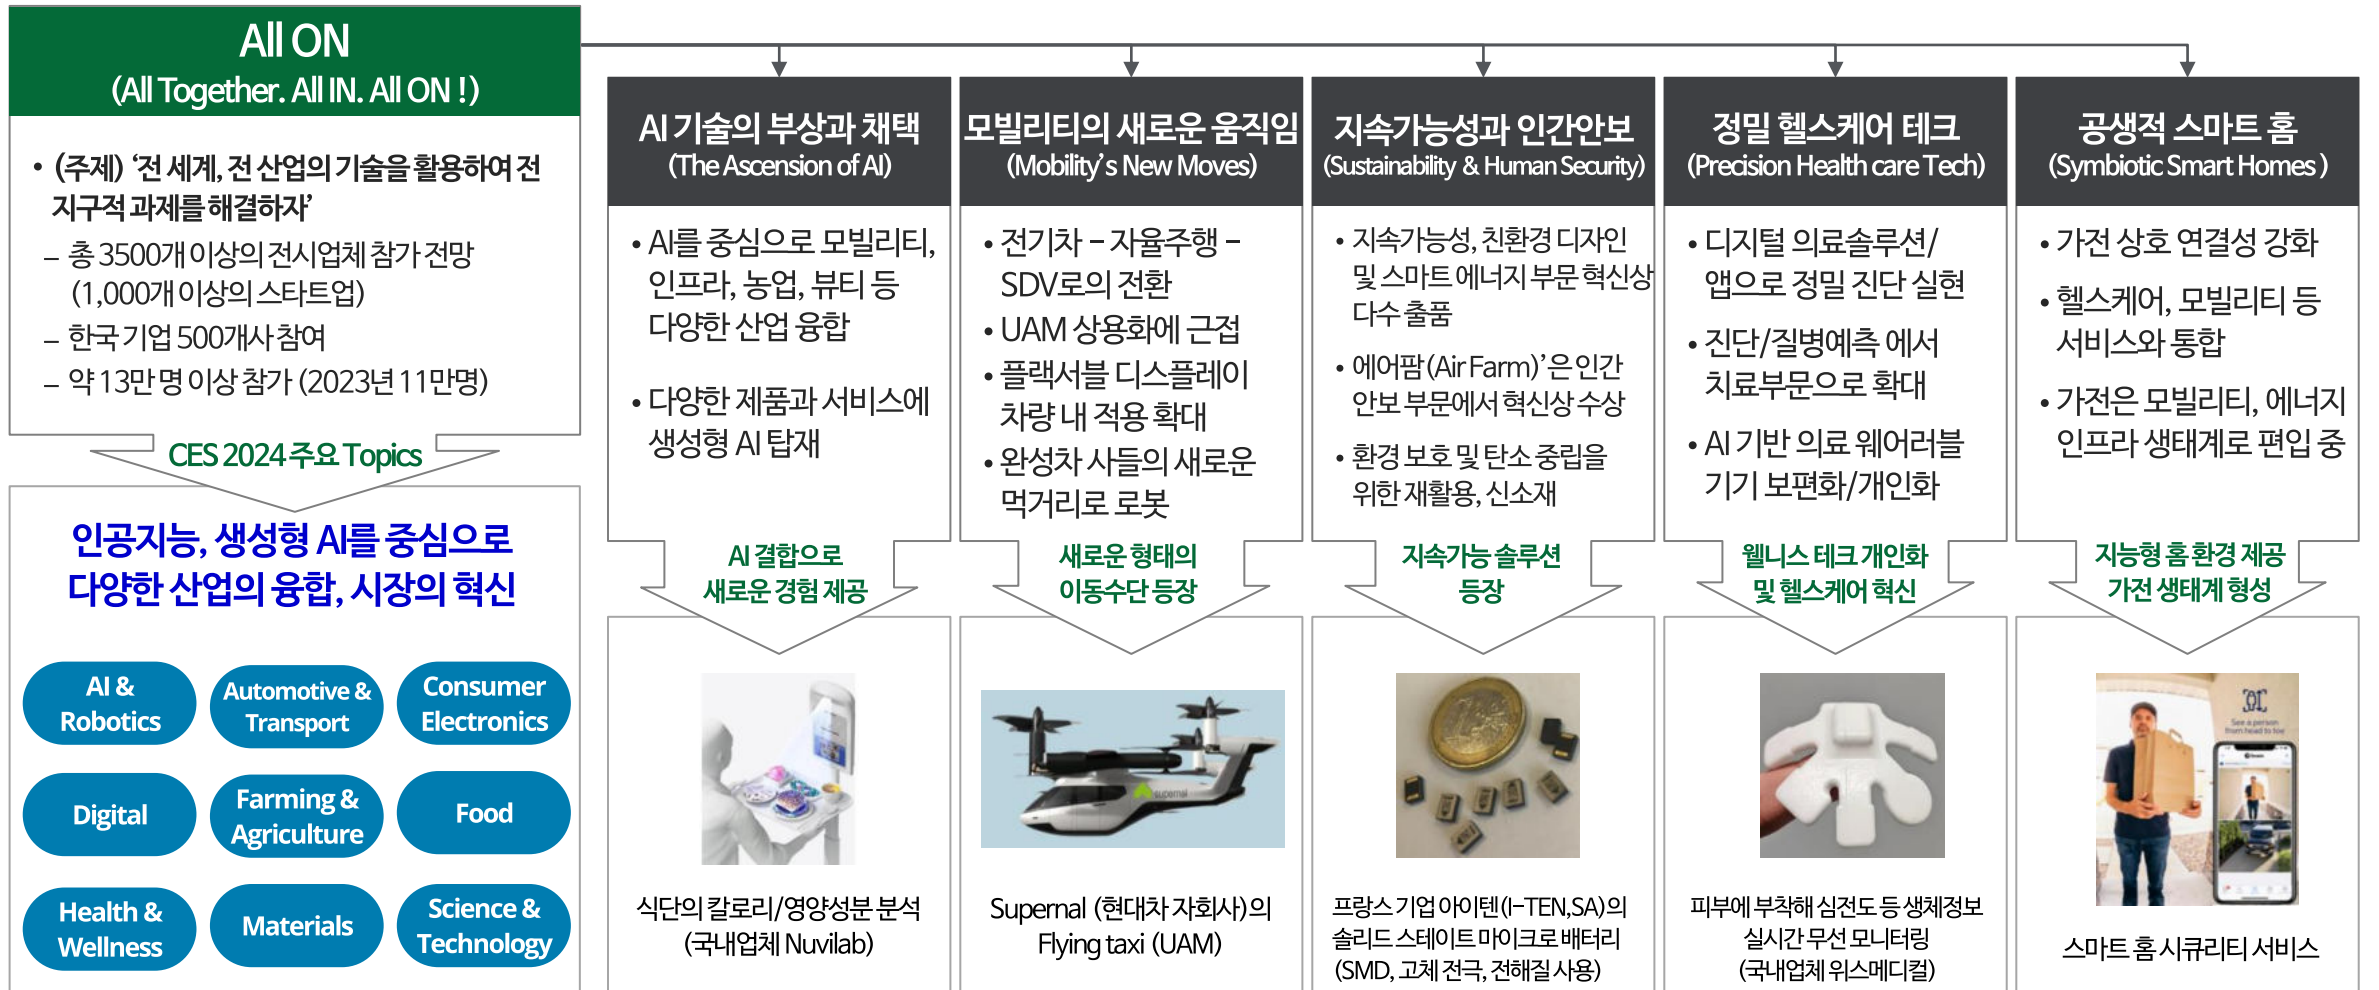 All ON
(All Together. All IN. All ON !)
• (주제) ‘전 세계, 전 산업의 기술을 활용하여 전
지구적 과제를 해결하자’
– 총 3500개 이상의 전시업체 참가 전망
(1,000개 이상의 스타트업)
– 한국 기업 500개사 참여
– 약 13만 명 이상 참가 (2023년 11만명)
CES 2024 주요 Topics
인공지능, 생성형 AI를 중심으로
다양한 산업의 융합, 시장의 혁신
AI &
Robotics
Automotive &
Transport
Consumer
Electronics
Digital
Farming &
Agriculture
Food
Health &
Wellness
Materials
Science &
Technology
AI 기술의 부상과 채택
(The Ascension of AI)
• AI를 중심으로 모빌리티,
인프라, 농업, 뷰티 등
다양한 산업 융합
• 다양한 제품과 서비스에
생성형 AI 탑재
AI 결합으로
새로운 경험 제공
식단의 칼로리/영양성분 분석
(국내업체 Nuvilab)
모빌리티의 새로운 움직임
(Mobility’s New Moves)
• 전기차 – 자율주행 –
SDV로의 전환
• UAM 상용화에 근접
• 플랙서블 디스플레이
차량 내 적용 확대
• 완성차 사들의 새로운
먹거리로 로봇
새로운 형태의
이동수단 등장
supernal
Supernal (현대차 자회사)의
Flying taxi (UAM)
지속가능성과 인간안보
(Sustainability & Human Security)
• 지속가능성, 친환경 디자인
및 스마트 에너지 부문 혁신상
다수 출품
• 에어팜(Air Farm)’은 인간
안보 부문에서 혁신상 수상
• 환경 보호 및 탄소 중립을
위한 재활용, 신소재
지속가능 솔루션
등장
프랑스 기업 아이텐(I-TEN,SA)의
솔리드 스테이트 마이크로 배터리
(SMD, 고체 전극, 전해질 사용)
정밀 헬스케어 테크
(Precision Health care Tech)
• 디지털 의료솔루션/
앱으로 정밀 진단 실현
• 진단/질병예측 에서
치료부문으로 확대
• AI 기반 의료 웨어러블
기기 보편화/개인화
웰니스 테크 개인화
및 헬스케어 혁신
피부에 부착해 심전도 등 생체정보
실시간 무선 모니터링
(국내업체 위스메디컬)
공생적 스마트 홈
(Symbiotic Smart Homes )
• 가전 상호 연결성 강화
• 헬스케어, 모빌리티 등
서비스와 통합
• 가전은 모빌리티, 에너지
인프라 생태계로 편입 중
지능형 홈 환경 제공
가전 생태계 형성
See a person
from head to toe
스마트 홈 시큐리티 서비스